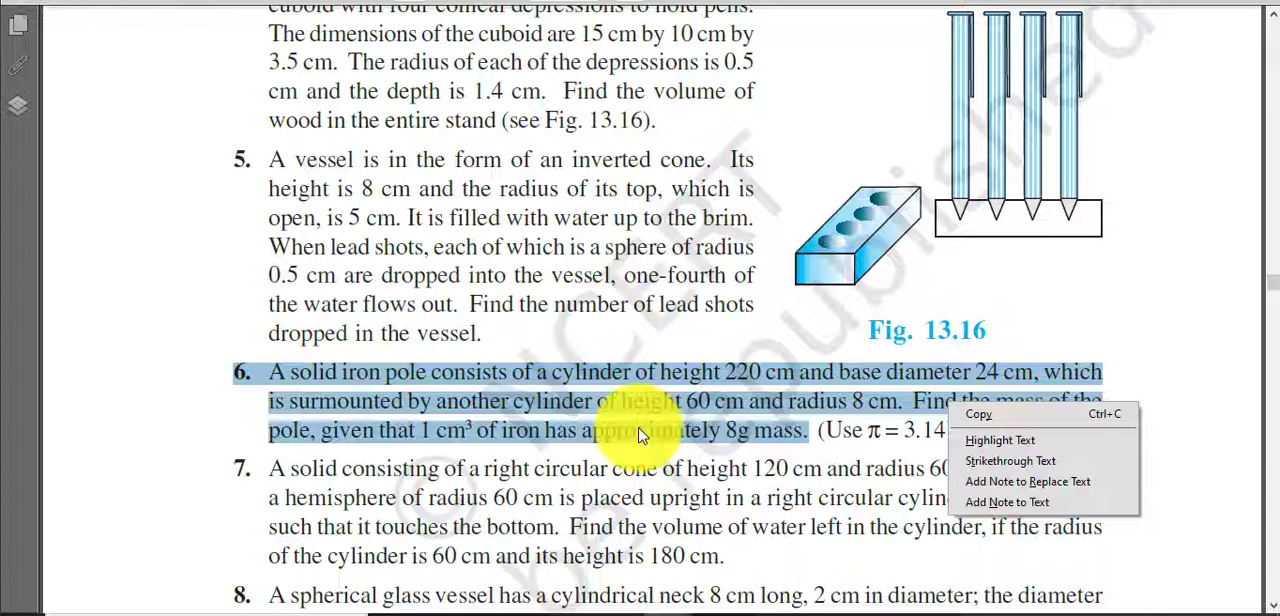 cuboid with four conical depressions to hold pens.
The dimensions of the cuboid are 15 cm by 10 cm by
3.5 cm. The radius of each of the depressions is 0.5
cm and the depth is 1.4 cm. Find the volume of
wood in the entire stand (see Fig. 13.16).
5. A vessel is in the form of an inverted cone. Its
height is 8 cm and the radius of its top, which is
open, is 5 cm. It is filled with water up to the brim.
When lead shots, each of which is a sphere of radius
0.5 cm are dropped into the vessel, one-fourth of
the water flows out. Find the number of lead shots
dropped in the vessel.
Fig. 13.16
6. A solid iron pole consists of a cylinder of height 220 cm and base diameter 24 cm, which
is surmounted by another cylinder of height 60 cm and radius 8 cm. Find the mass of the
pole, given that 1 cm³ of iron has approximately 8g mass. (Use π = 3.14
7. A solid consisting of a right circular cone of height 120 cm and radius 60
a hemisphere of radius 60 cm is placed upright in a right circular
such that it touches the bottom. Find the volume of water left in the cylinder, if the radius
of the cylinder is 60 cm and its height is 180 cm.
8. A spherical glass vessel has a cylindrical neck 8 cm long, 2 cm in diameter; the diameter
Copy Ctrl+C
Highlight Text
Strikethrough Text
Add Note to Replace Text
Add Note to Text
© NCERT
be republished